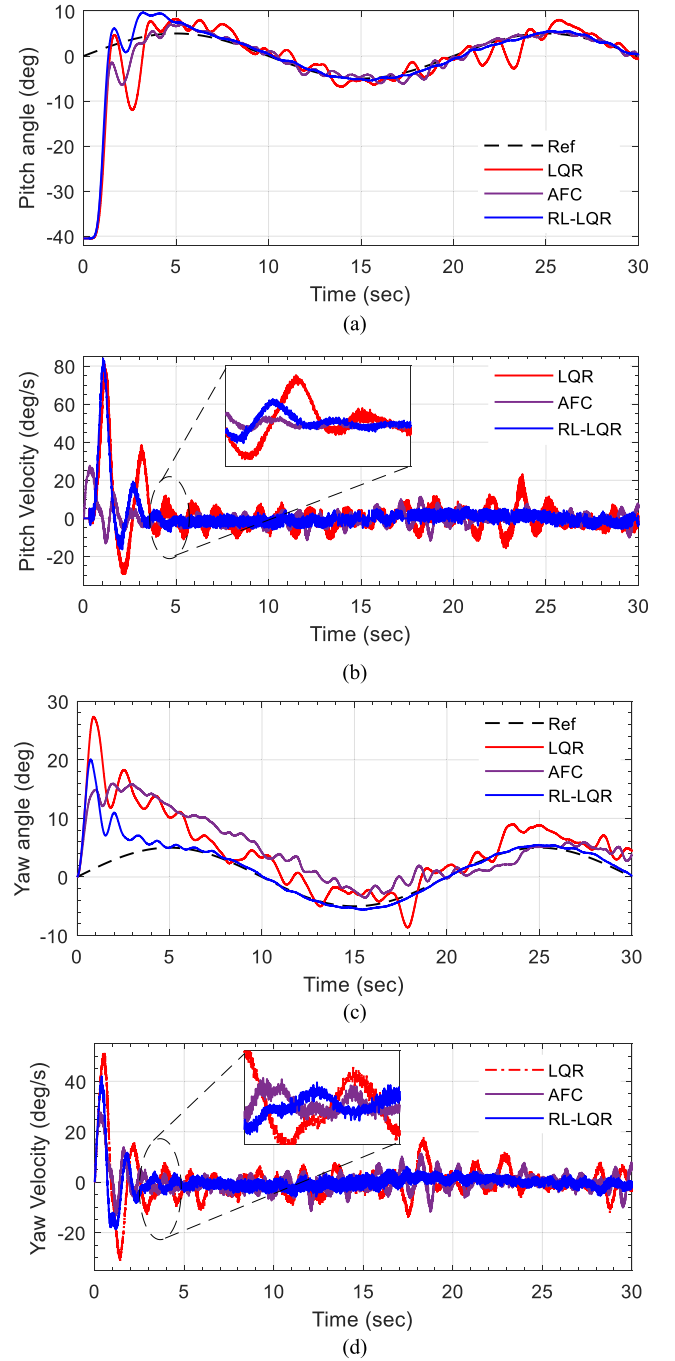 10
0
-10
-20
-30
-40
Pitch angle (deg)
Ref
LQR
AFC
RL-LQR
0 5 10 15 20 25 30
Time (sec)
(a)
80
60
40
20
0
-20
Pitch Velocity (deg/s)
LQR
AFC
RL-LQR
0 5 10 15 20 25 30
Time (sec)
(b)
30
20
10
0
-10
Yaw angle (deg)
Ref
LQR
AFC
RL-LQR
0 5 10 15 20 25 30
Time (sec)
(c)
40
20
0
-20
Yaw Velocity (deg/s)
LQR
AFC
RL-LQR
0 5 10 15 20 25 30
Time (sec)
(d)